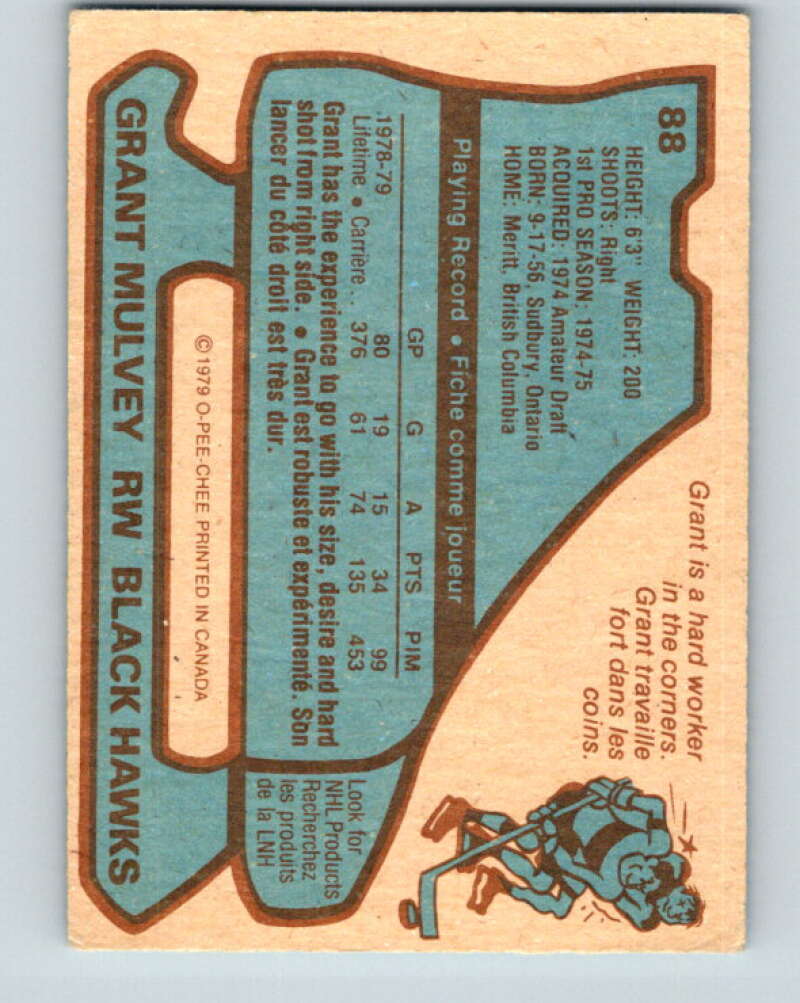 88
HEIGHT: 6'3" WEIGHT: 200
SHOOTS: Right
1st PRO SEASON: 1974-75
ACQUIRED: 1974 Amateur Draft
BORN: 9-17-56, Sudbury, Ontario
HOME: Merritt, British Columbia
Grant is a hard worker
in the corners.
Grant travaille
fort dans les
coins.
Playing Record • Fiche comme joueur
GP G A PTS PIM
1978-79 80 19 15 34 99
Lifetime • Carrière .. 376 61 74 135 453
Grant has the experience to go with his size, desire and hard
shot from right side. • Grant est robuste et expérimenté. Son
lancer du côté droit est très dur.
Look for
NHL Products
Recherchez
les produits
de la LNH
© 1979 O-PEE-CHEE PRINTED IN CANADA
GRANT MULVEY RW BLACK HAWKS